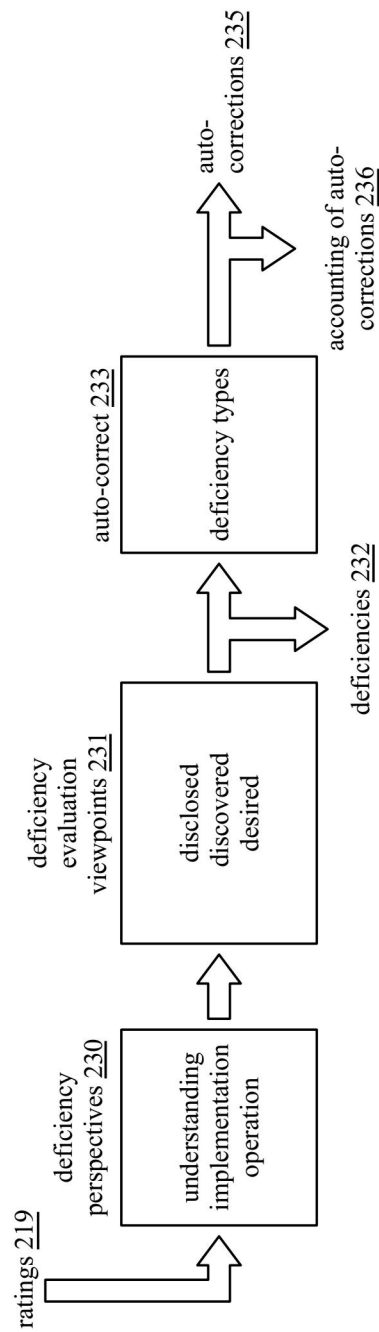 ratings 219
deficiency
perspectives 230
understanding
implementation
operation
deficiency
evaluation
viewpoints 231
disclosed
discovered
desired
deficiencies 232
auto-correct 233
deficiency types
auto-
corrections 235
accounting of auto-
corrections 236